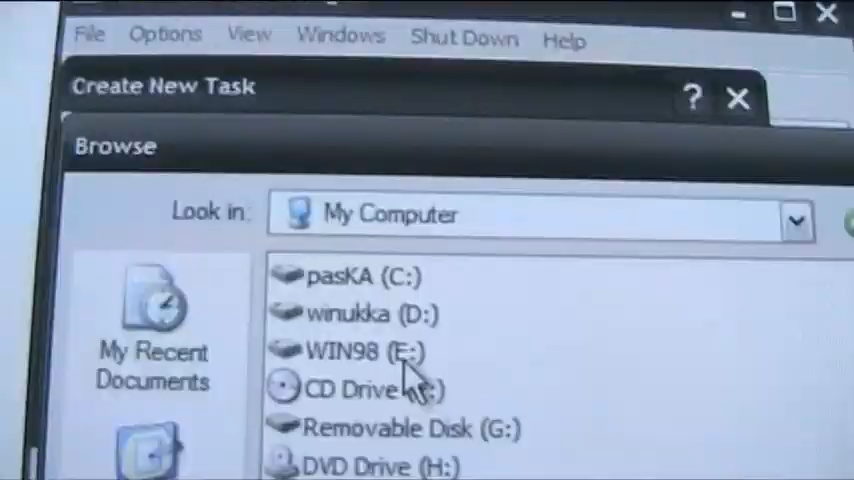 File Options View Windows Shut Down Help
Create New Task
Browse
Look in: My Computer
pasKA (C:)
winukka (D:)
WIN98 (E:)
CD Drive
Removable Disk (G:)
DVD Drive (H:)
My Recent
Documents